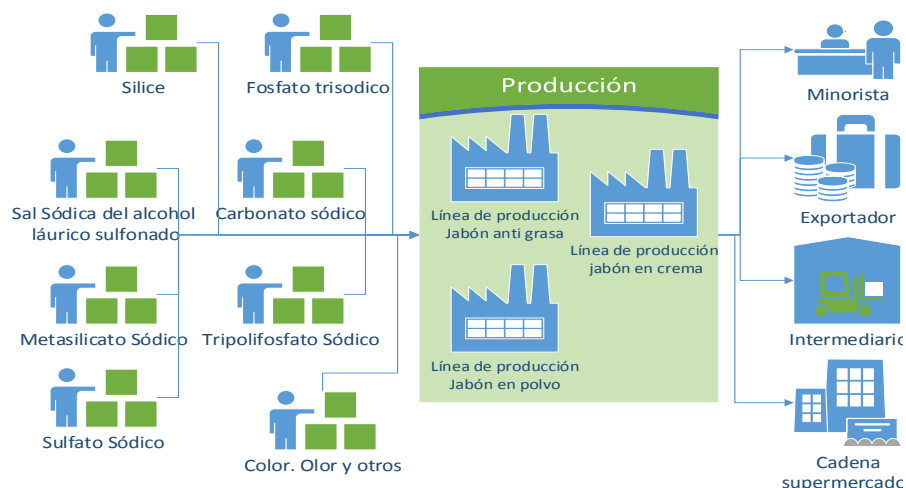 Silice
Fosfato trisodico
Sal Sódica del alcohol
láurico sulfonado
Carbonato sódico
Metasilicato Sódico
Tripolifosfato Sódico
Sulfato Sódico
Color. Olor y otros
Producción
Línea de producción
Jabón anti grasa
Línea de producción
jabón en crema
Línea de producción
Jabón en polvo
Minorista
Exportador
Intermediario
Cadena
supermercado